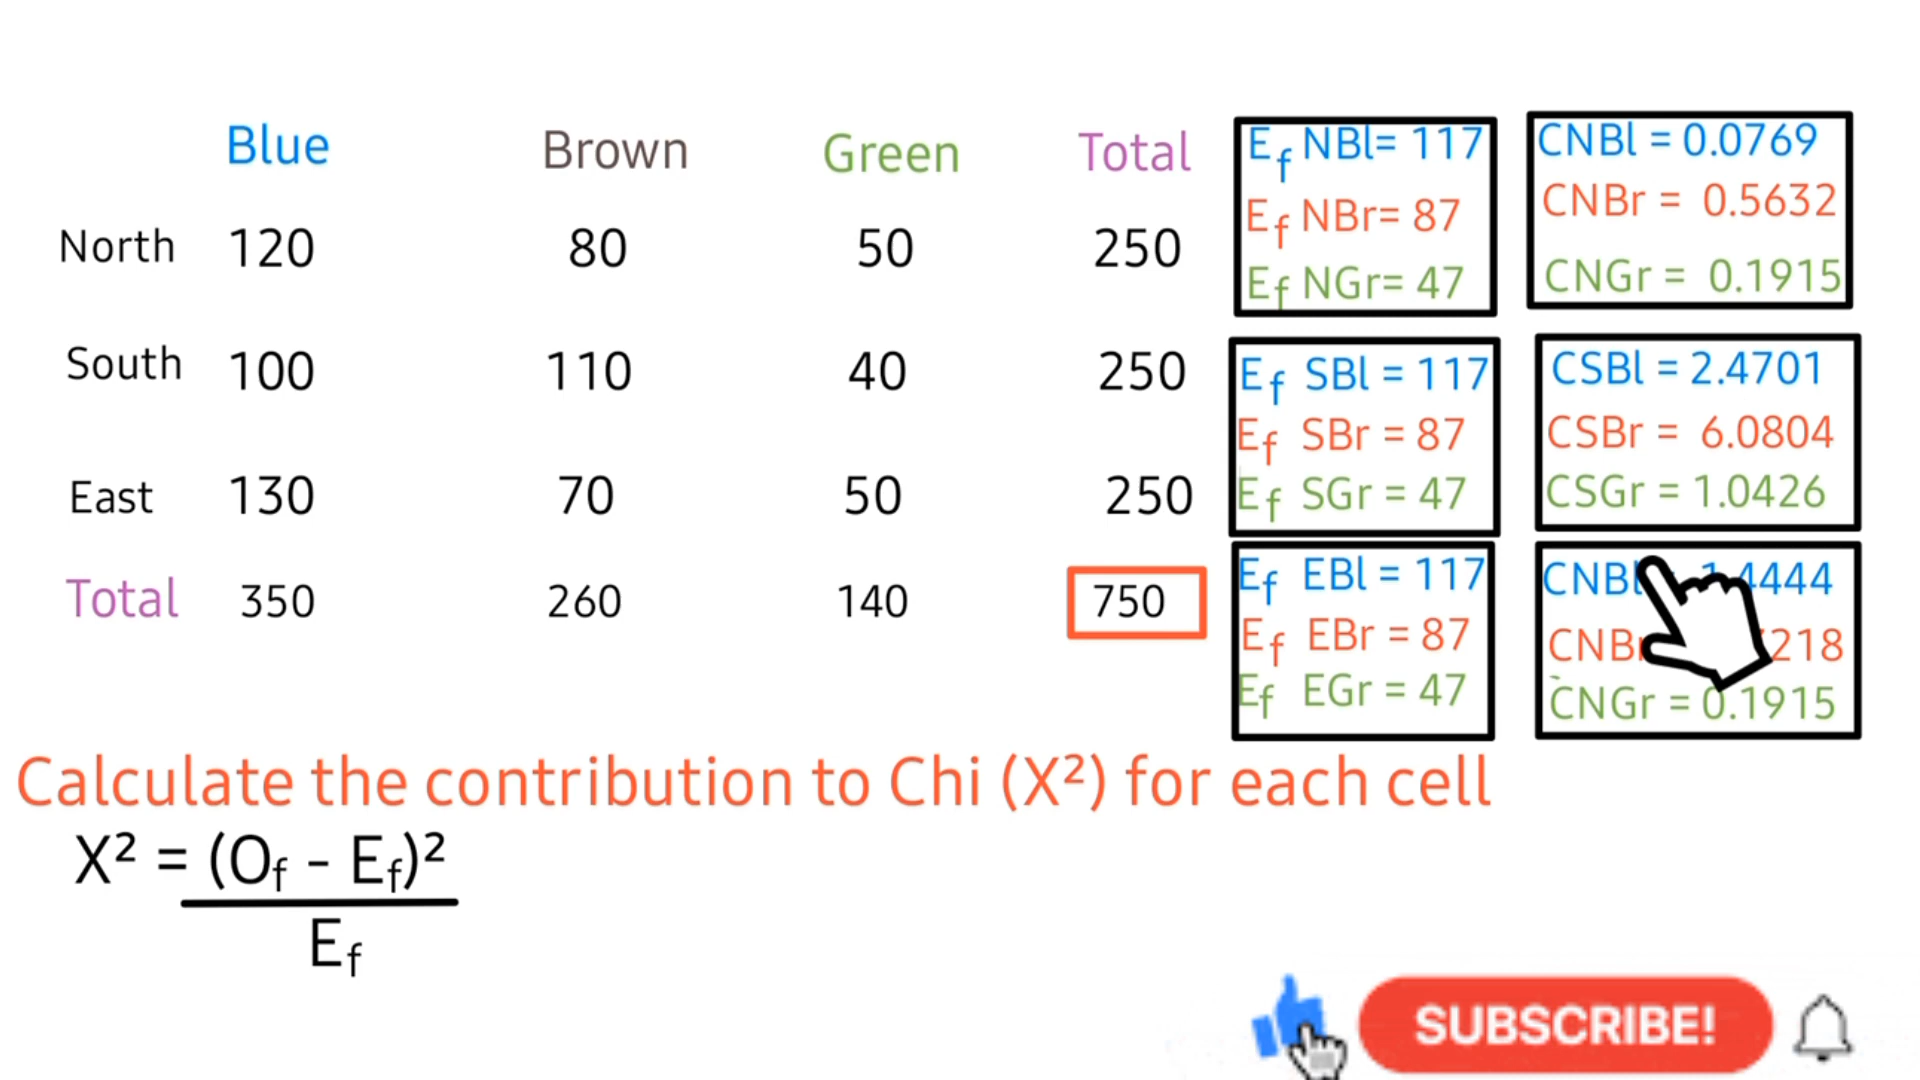 Blue Brown Green Total
North 120 80 50 250
South 100 110 40 250
East 130 70 50 250
Total 350 260 140 750
Ef NBl= 117
Ef NBr= 87
Ef NGr= 47
CNBl = 0.0769
CNBr = 0.5632
CNGr = 0.1915
Ef SBl = 117
Ef SBr = 87
Ef SGr = 47
CSBl = 2.4701
CSBr = 6.0804
CSGr = 1.0426
Ef EBl = 117
Ef EBr = 87
Ef EGr = 47
CNGr = 0.1915
Calculate the contribution to Chi (X²) for each cell
X² = (Of - Ef)²
Ef
SUBSCRIBE!